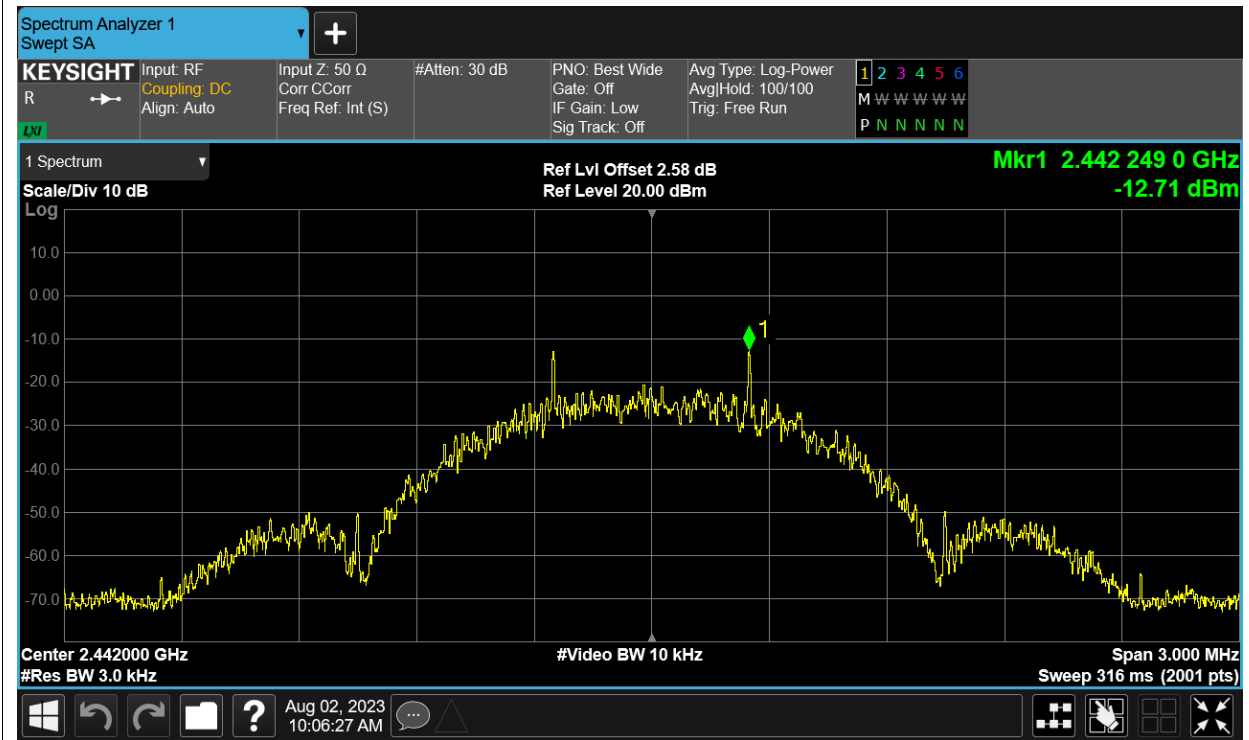 Spectrum Analyzer 1
Swept SA
KEYSIGHT
R
LXI
Input: RF
Coupling: DC
Align: Auto
Input Z: 50 Ω
Corr CCorr
Freq Ref: Int (S)
#Atten: 30 dB
PNO: Best Wide
Gate: Off
IF Gain: Low
Sig Track: Off
Avg Type: Log-Power
Avg|Hold: 100/100
Trig: Free Run
1 2 3 4 5 6
M W W W W W
P N N N N N
1 Spectrum
Scale/Div 10 dB
Log
Ref Lvl Offset 2.58 dB
Ref Level 20.00 dBm
Mkr1 2.442 249 0 GHz
-12.71 dBm
10.0
0.00
-10.0
-20.0
-30.0
-40.0
-50.0
-60.0
-70.0
1
Center 2.442000 GHz
#Res BW 3.0 kHz
#Video BW 10 kHz
Span 3.000 MHz
Sweep 316 ms (2001 pts)
?
Aug 02, 2023
10:06:27 AM